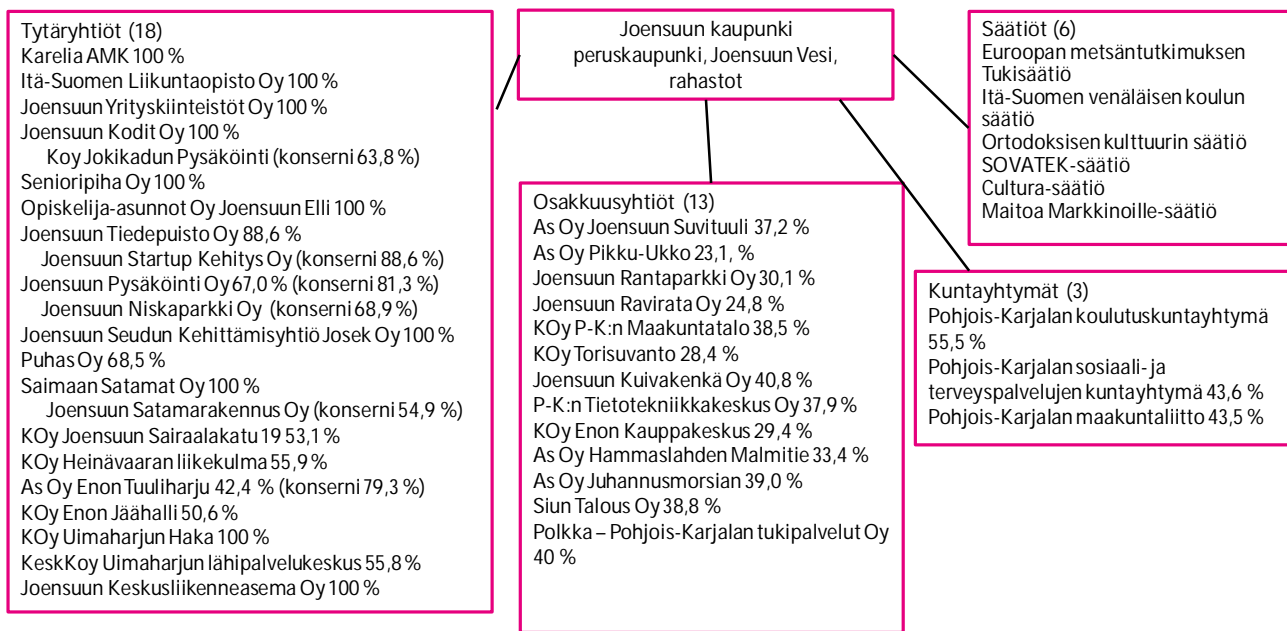 Tytäryhtiöt (18)
Karelia AMK 100 %
Itä-Suomen Liikuntaopisto Oy 100 %
Joensuun Yrityskiinteistöt Oy 100 %
Joensuun Kodit Oy 100 %
Koy Jokikadun Pysäköinti (konserni 63,8 %)
Senioripiha Oy 100 %
Opiskelija-asunnot Oy Joensuun Elli 100 %
Joensuun Tiedepuisto Oy 88,6 %
Joensuun Startup Kehitys Oy (konserni 88,6 %)
Joensuun Pysäköinti Oy 67,0 % (konserni 81,3 %)
Joensuun Niskaparkki Oy (konserni 68,9 %)
Joensuun Seudun Kehittämisyhtiö Josek Oy 100 %
Puhas Oy 68,5 %
Saimaan Satamat Oy 100 %
Joensuun Satamarakennus Oy (konserni 54,9 %)
KOy Joensuun Sairaalakatu 19 53,1 %
KOy Heinävaaran liikekulma 55,9 %
As Oy Enon Tuuliharju 42,4 % (konserni 79,3 %)
KOy Enon Jäähalli 50,6 %
KOy Uimaharjun Haka 100 %
KeskKoy Uimaharjun lähipalvelukeskus 55,8 %
Joensuun Keskusliikenneasema Oy 100 %
Joensuun kaupunki
peruskaupunki, Joensuun Vesi,
rahastot
Osakkuusyhtiöt (13)
As Oy Joensuun Suvituuli 37,2 %
As Oy Pikku-Ukko 23,1, %
Joensuun Rantaparkki Oy 30,1 %
Joensuun Ravirata Oy 24,8 %
KOy P-K:n Maakuntatalo 38,5 %
KOy Torisuvanto 28,4 %
Joensuun Kuivakenkä Oy 40,8 %
P-K:n Tietotekniikkakeskus Oy 37,9 %
KOy Enon Kauppakeskus 29,4 %
As Oy Hammaslahden Malmitie 33,4 %
As Oy Juhannusmorsian 39,0 %
Siun Talous Oy 38,8 %
Polkka – Pohjois-Karjalan tukipalvelut Oy
40 %
Säätiöt (6)
Euroopan metsäntutkimuksen
Tukisäätiö
Itä-Suomen venäläisen koulun
säätiö
Ortodoksisen kulttuurin säätiö
SOVATEK-säätiö
Cultura-säätiö
Maitoa Markkinoille-säätiö
Kuntayhtymät (3)
Pohjois-Karjalan koulutuskuntayhtymä
55,5 %
Pohjois-Karjalan sosiaali- ja
terveyspalvelujen kuntayhtymä 43,6 %
Pohjois-Karjalan maakuntaliitto 43,5 %